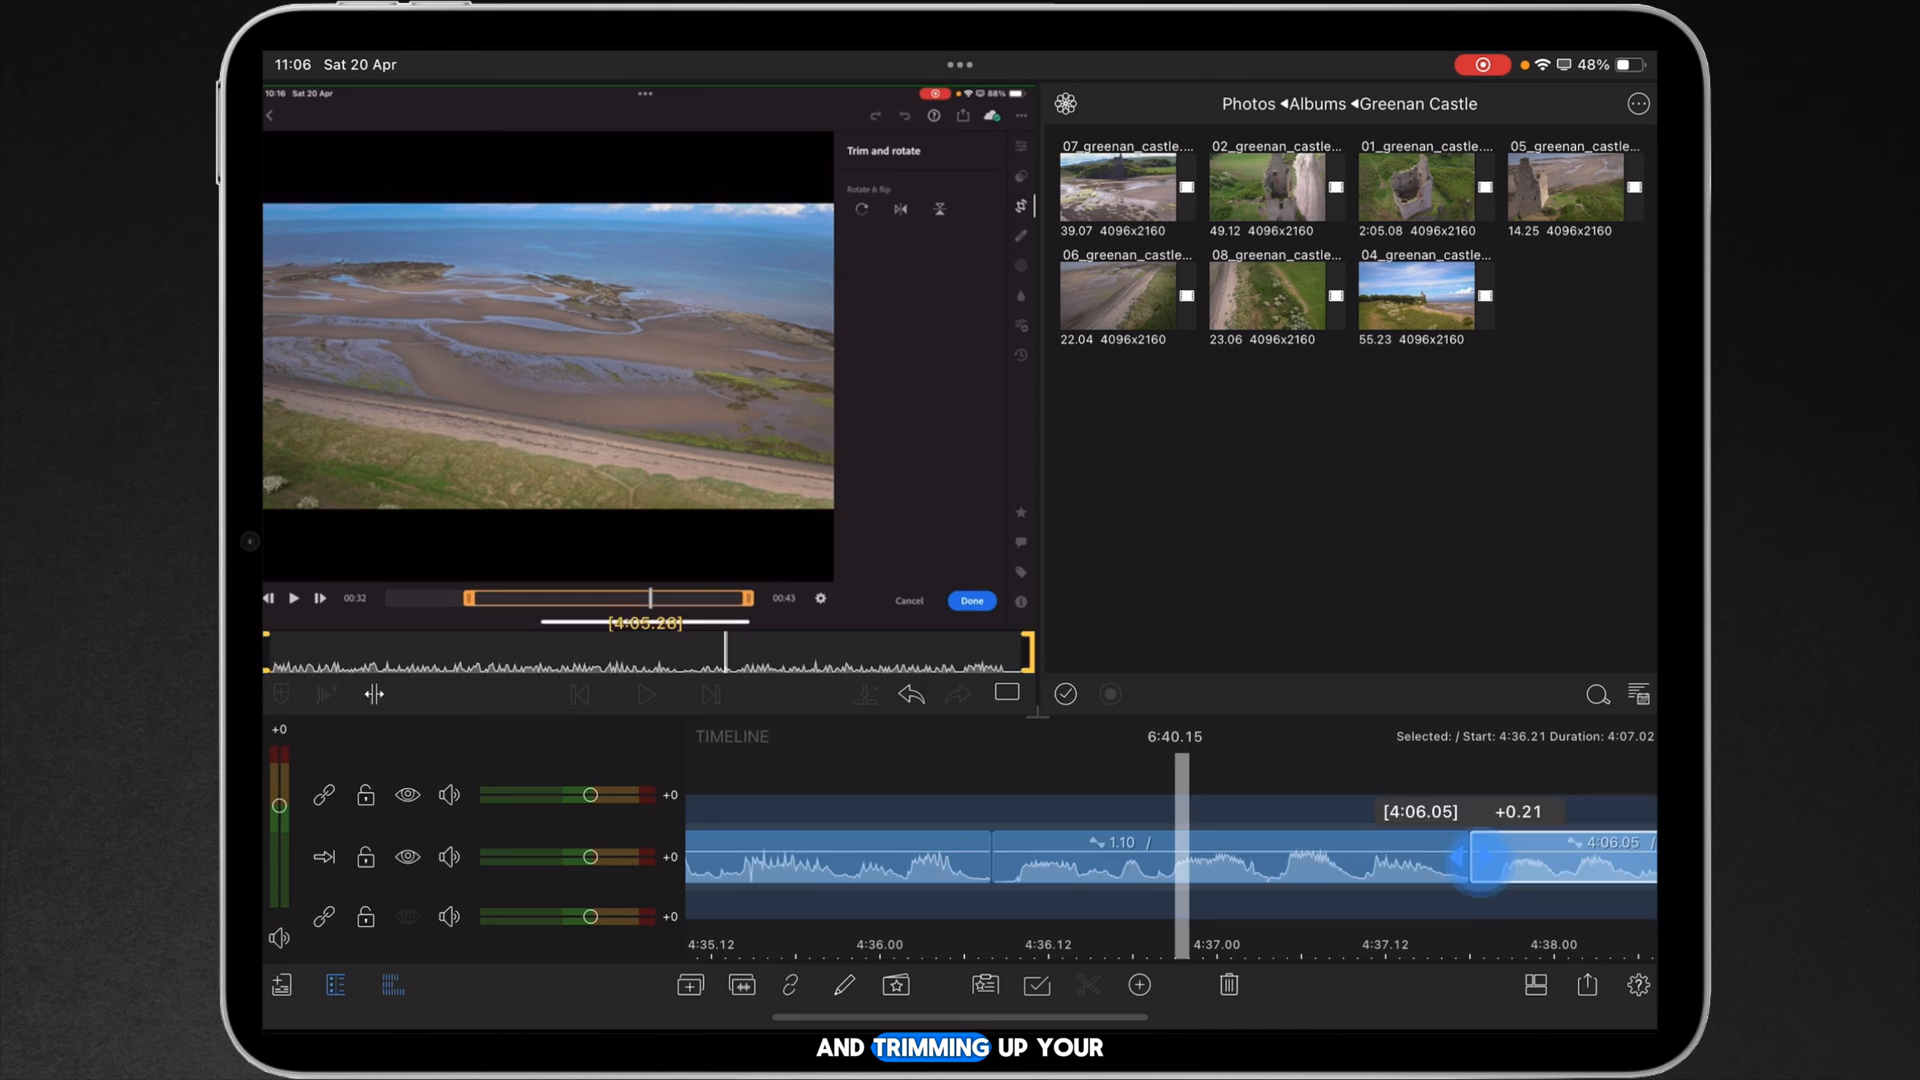 11:06 Sat 20 Apr
48%
10:16 Sat 20 Apr
88%
Trim and rotate
Rotate & flip
00:32
00:43
Cancel
Done
[4:05.28]
Photos ◀Albums ◀Greenan Castle
07_greenan_castle....
02_greenan_castle...
01_greenan_castle....
05_greenan_castle...
39.07 4096x2160
49.12 4096x2160
2:05.08 4096x2160
14.25 4096x2160
06_greenan_castle...
08_greenan_castle...
04_greenan_castle...
22.04 4096x2160
23.06 4096x2160
55.23 4096x2160
+0
TIMELINE
6:40.15
Selected: / Start: 4:36.21 Duration: 4:07.02
+0
[4:06.05] +0.21
1.10 /
4:06.05 /
+0
+0
4:35.12
4:36.00
4:36.12
4:37.00
4:37.12
4:38.00
AND TRIMMING UP YOUR